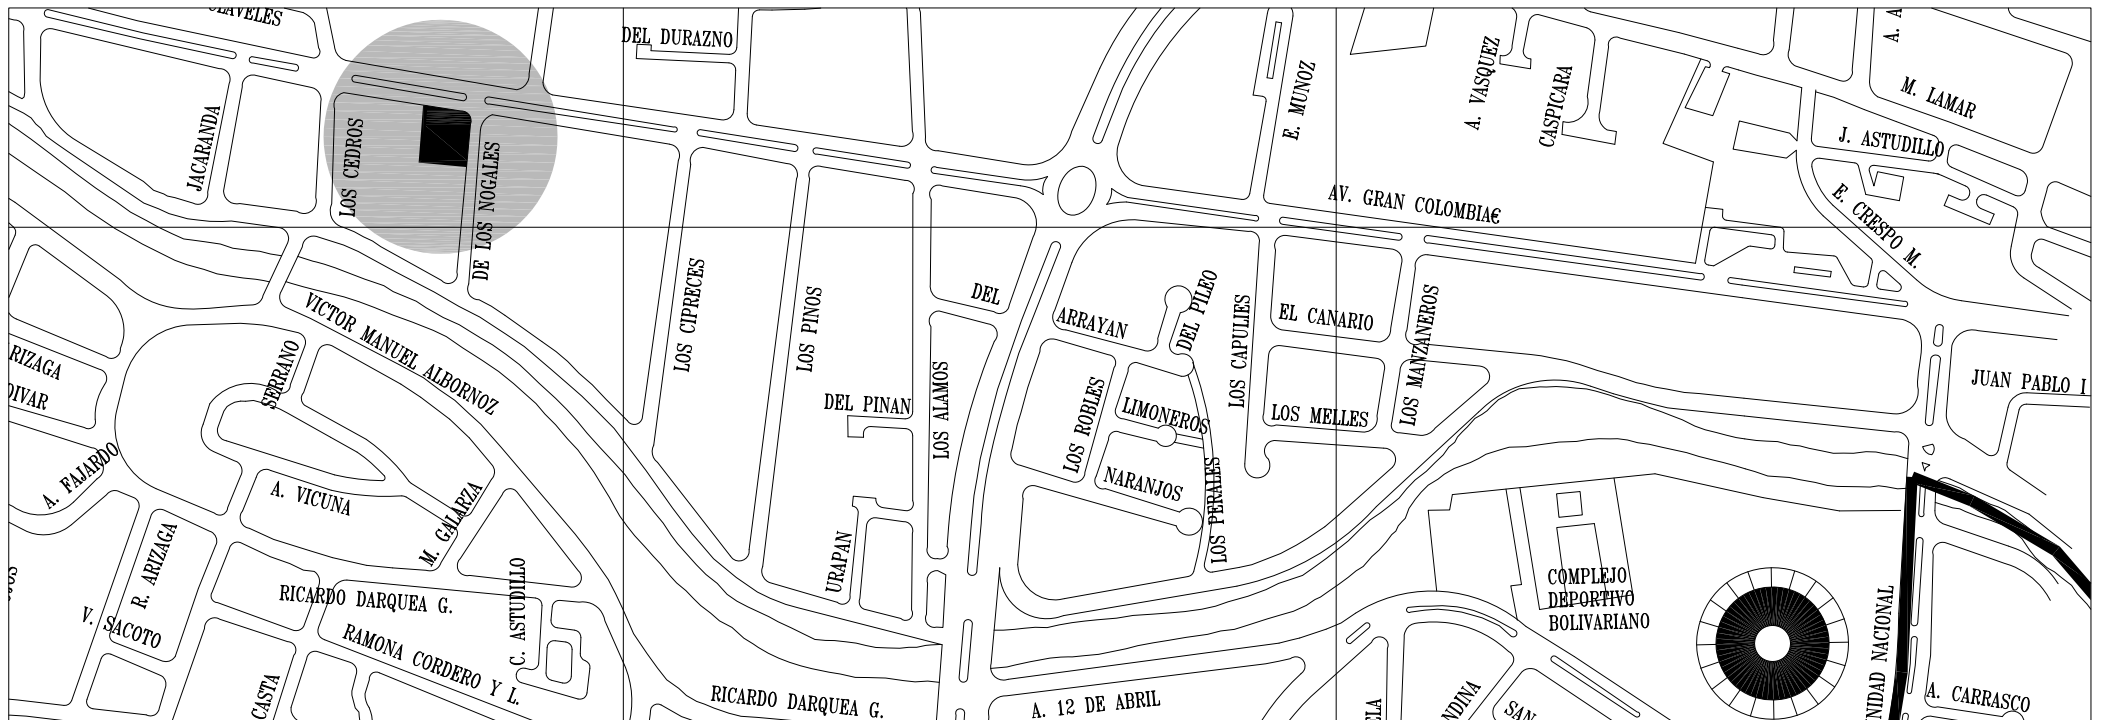 CLAVELES
DEL DURAZNO
A. VASQUEZ
CASPICARA
E. MUNOZ
A. A
M. LAMAR
J. ASTUDILLO
JACARANDA
LOS CEDROS
DE LOS NOGALES
AV. GRAN COLOMBIA€
E. CRESPO M.
VICTOR MANUEL ALBORNOZ
LOS CIPRECES
LOS PINOS
DEL
ARRAYAN
DEL PILEO
LOS CAPULIES
EL CANARIO
LOS MANZANEROS
RIZAGA
DIVAR
SERRANO
JUAN PABLO I
DEL PINAN
LOS ALAMOS
LOS ROBLES
LIMONEROS
LOS MELLES
NARANJOS
LOS PERALES
A. FAJARDO
A. VICUNA
M. GALARZA
R. ARIZAGA
URAPAN
C. ASTUDILLO
COMPLEJO
DEPORTIVO
BOLIVARIANO
RICARDO DARQUEA G.
V. SACOTO
RAMONA CORDERO Y L.
NIDAD NACIONAL
CASTA
RICARDO DARQUEA G.
A. 12 DE ABRIL
ELA
NDINA
SAN
A. CARRASCO